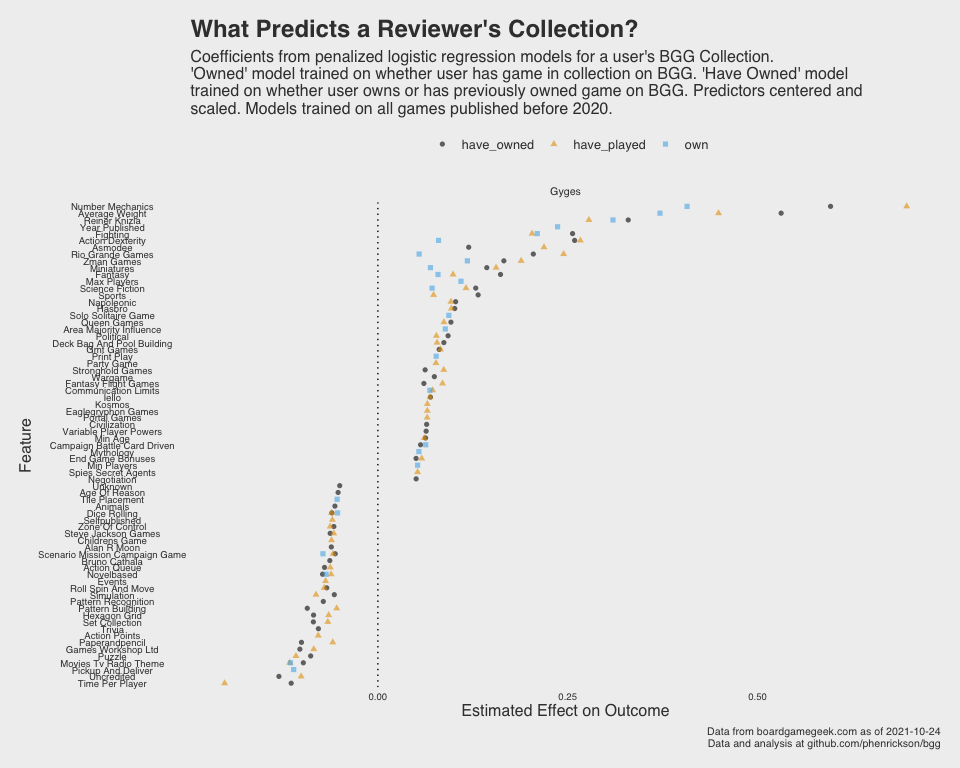 What Predicts a Reviewer's Collection?
Coefficients from penalized logistic regression models for a user's BGG Collection.
'Owned' model trained on whether user has game in collection on BGG. 'Have Owned' model
trained on whether user owns or has previously owned game on BGG. Predictors centered and
scaled. Models trained on all games published before 2020.
have_owned have_played own
Gyges
Number Mechanics
Average Weight
Reiner Knizia
Year Published
Fighting
Action Dexterity
Asmodee
Rio Grande Games
Zman Games
Miniatures
Fantasy
Max Players
Science Fiction
Sports
Napoleonic
Hasbro
Solo Solitaire Game
Queen Games
Area Majority Influence
Political
Deck Bag And Pool Building
Gmt Games
Print Play
Party Game
Stronghold Games
Wargame
Fantasy Flight Games
Communication Limits
Iello
Kosmos
Eaglegryphon Games
Portal Games
Civilization
Variable Player Powers
Min Age
Campaign Battle Card Driven
Mythology
End Game Bonuses
Min Players
Spies Secret Agents
Negotiation
Unknown
Age Of Reason
Tile Placement
Animals
Dice Rolling
Selfpublished
Zone Of Control
Steve Jackson Games
Childrens Game
Alan R Moon
Scenario Mission Campaign Game
Bruno Cathala
Action Queue
Novelbased
Events
Roll Spin And Move
Simulation
Pattern Recognition
Pattern Building
Hexagon Grid
Set Collection
Trivia
Action Points
Paperandpencil
Games Workshop Ltd
Puzzle
Movies Tv Radio Theme
Pickup And Deliver
Uncredited
Time Per Player
Feature
0.00 0.25 0.50
Estimated Effect on Outcome
Data from boardgamegeek.com as of 2021-10-24
Data and analysis at github.com/phenrickson/bgg